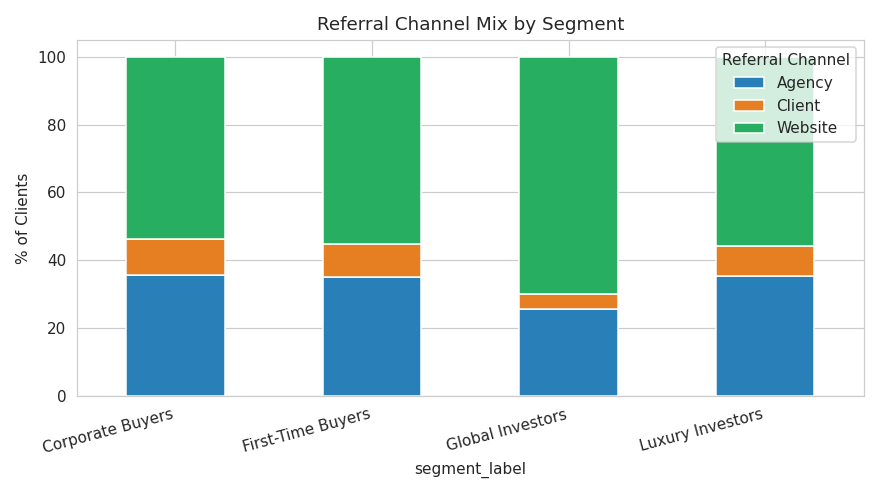 Referral Channel Mix by Segment
% of Clients
100
80
60
40
20
0
Referral Channel
Agency
Client
Website
Corporate Buyers
First-Time Buyers
Global Investors
Luxury Investors
segment_label